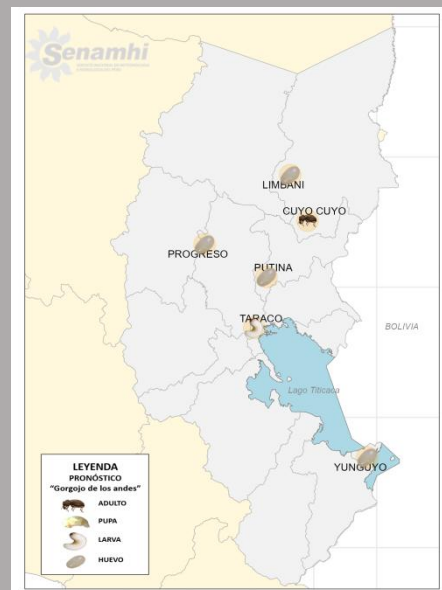 Senamhi
LIMBANI
CUYO CUYO
PROGRESO
PUTINA
TARACO
BOLIVIA
Lago Titicaca
YUNGUYO
LEYENDA
PRONÓSTICO
"Gorgojo de los andes"
ADULTO
PUPA
LARVA
HUEVO